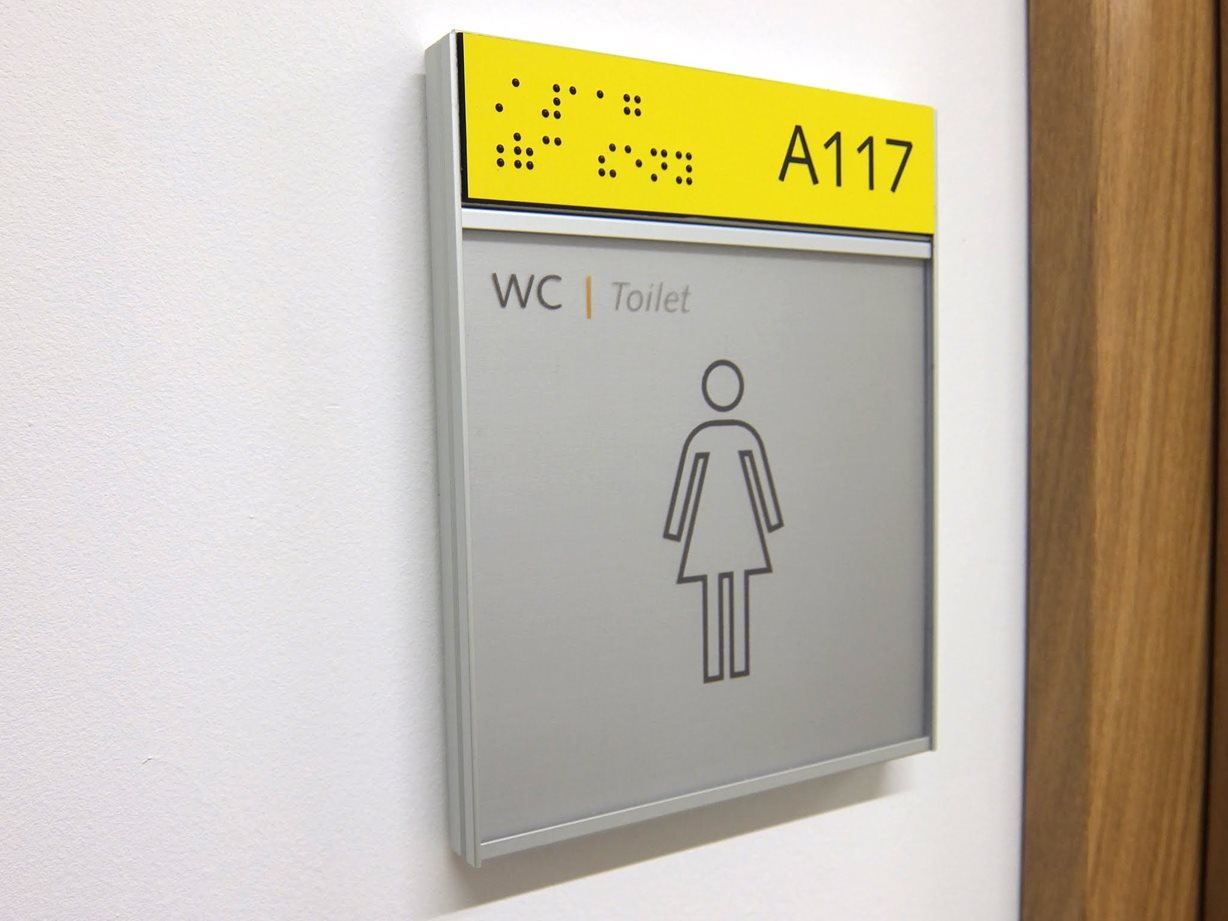 A117
WC | Toilet